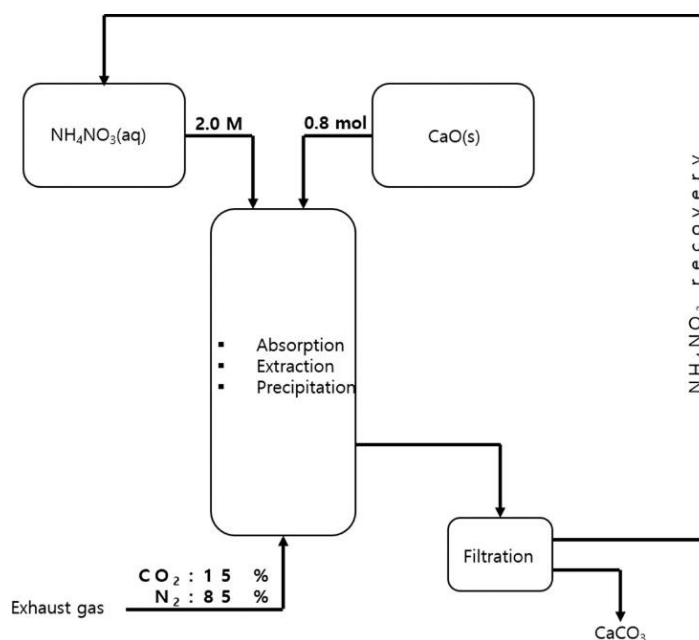 NH₄NO₃(aq)
2.0 M
0.8 mol
CaO(s)
▪ Absorption
▪ Extraction
▪ Precipitation
NH₄NO₃ recovery
Filtration
CO₂ : 15 %
N₂ : 85 %
Exhaust gas
CaCO₃